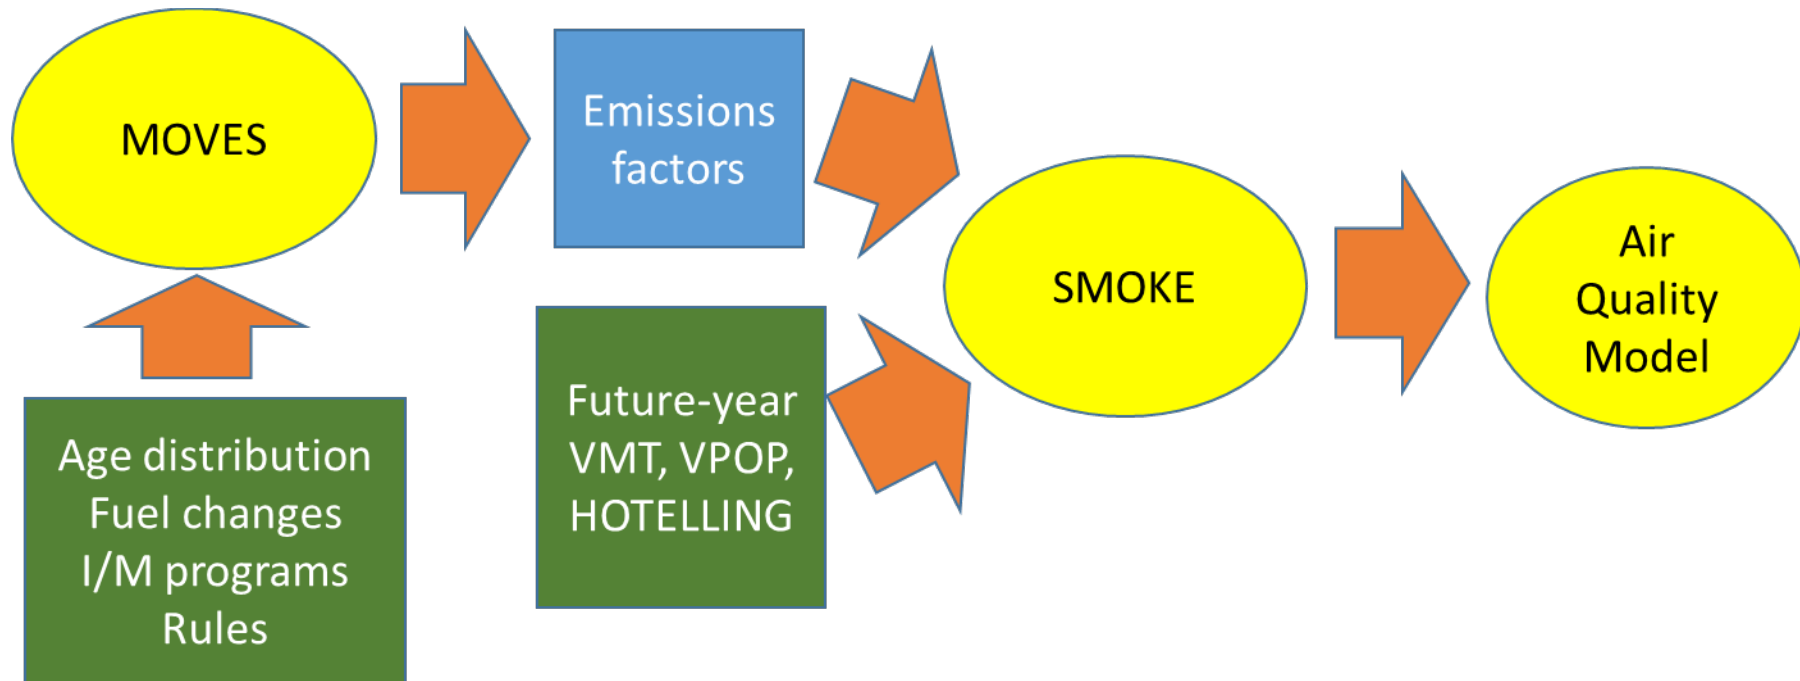 MOVES
Emissions
factors
Age distribution
Fuel changes
I/M programs
Rules
Future-year
VMT, VPOP,
HOTELLING
SMOKE
Air
Quality
Model